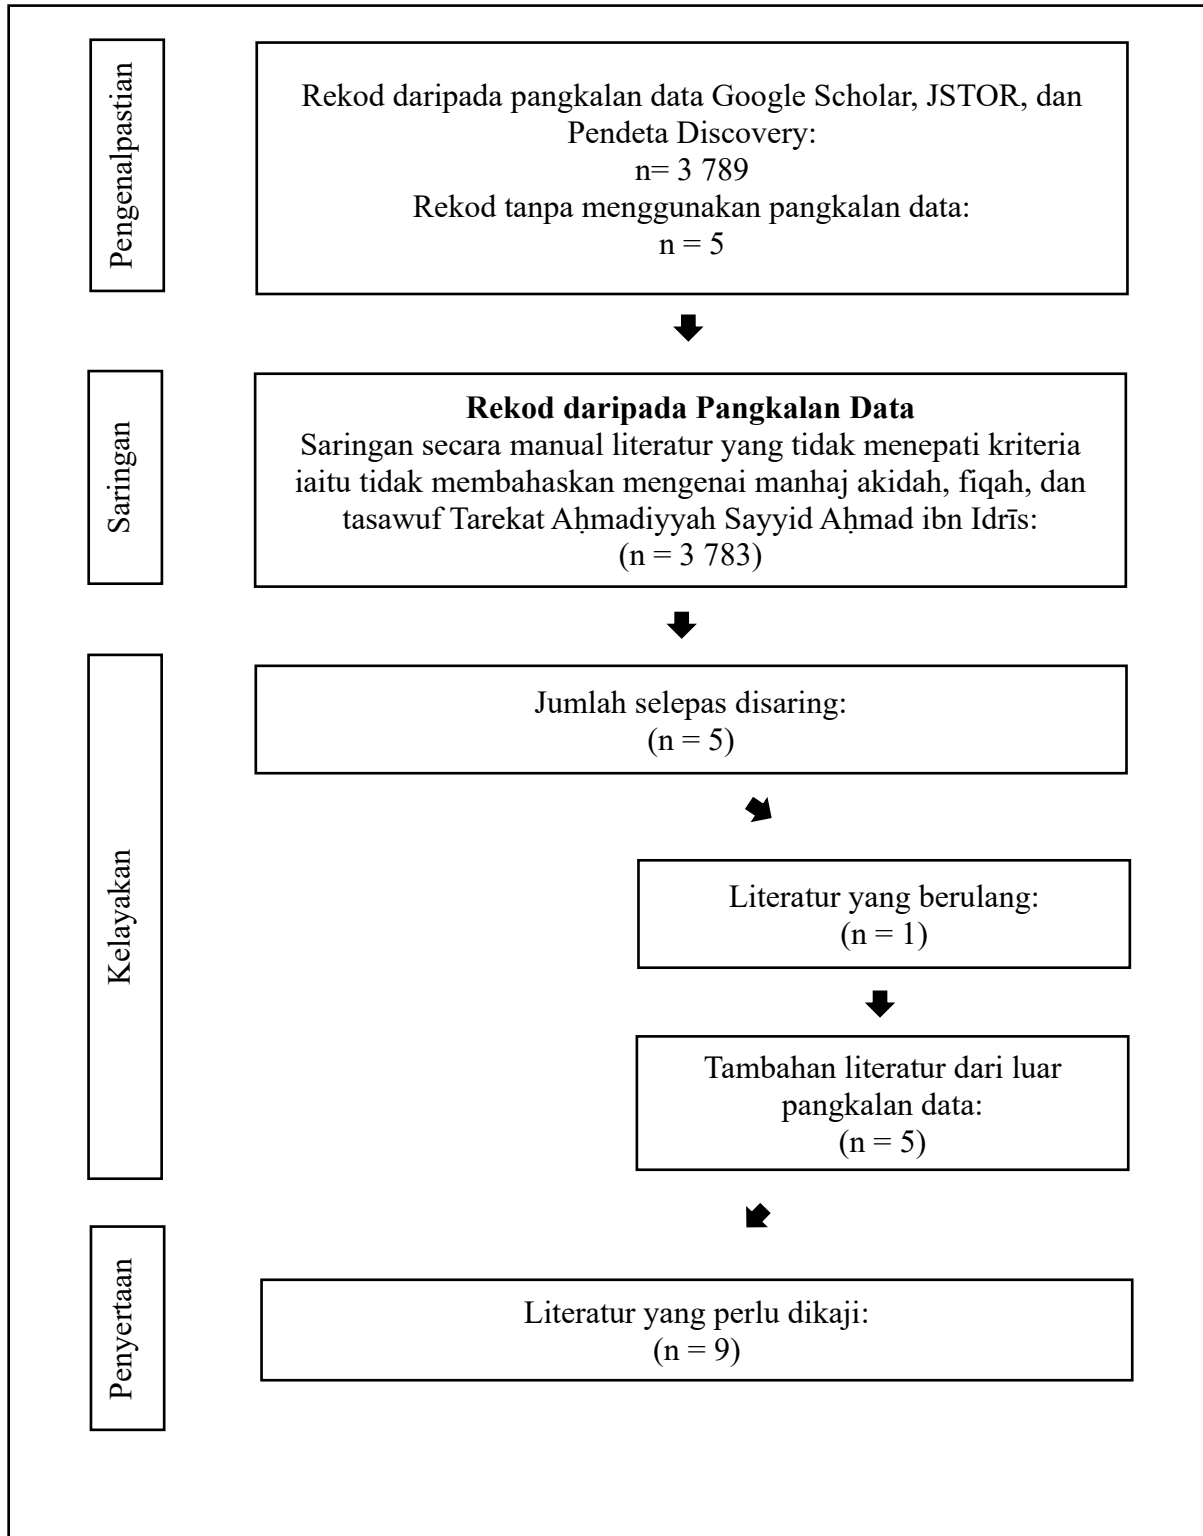 Pengenalpastian
Rekod daripada pangkalan data Google Scholar, JSTOR, dan
Pendeta Discovery:
n= 3 789
Rekod tanpa menggunakan pangkalan data:
n = 5
Saringan
Rekod daripada Pangkalan Data
Saringan secara manual literatur yang tidak menepati kriteria
iaitu tidak membahaskan mengenai manhaj akidah, fiqah, dan
tasawuf Tarekat Aḥmadiyyah Sayyid Aḥmad ibn Idrīs:
(n = 3 783)
Kelayakan
Jumlah selepas disaring:
(n = 5)
Literatur yang berulang:
(n = 1)
Tambahan literatur dari luar
pangkalan data:
(n = 5)
Penyertaan
Literatur yang perlu dikaji:
(n = 9)